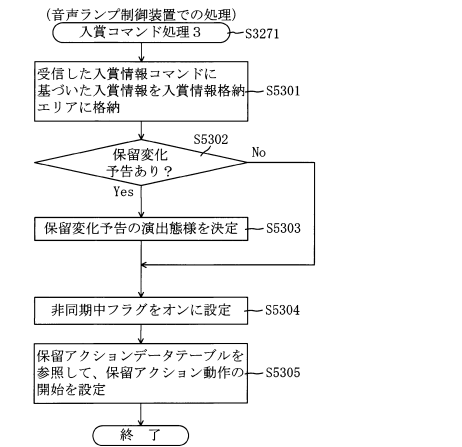 (音声ランプ制御装置での処理)
入賞コマンド処理3
S3271
受信した入賞情報コマンドに
基づいた入賞情報を入賞情報格納
エリアに格納
S5301
S5302
保留変化
予告あり?
No
Yes
保留変化予告の演出態様を決定
S5303
非同期中フラグをオンに設定
S5304
保留アクションデータテーブルを
参照して、保留アクション動作の
開始を設定
S5305
終 了